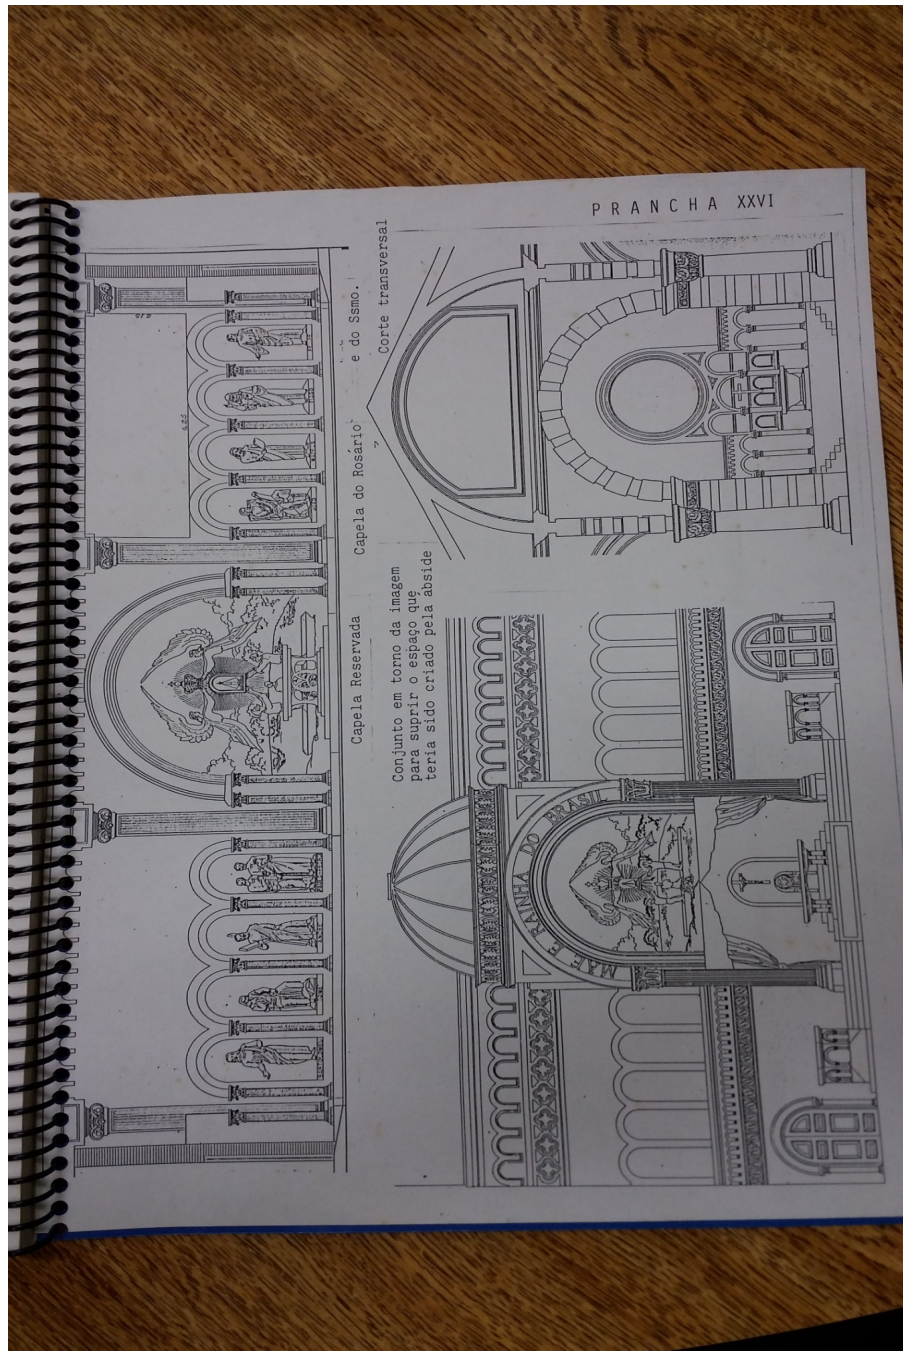 PRANCHA XXVI
Capela Reservada
Capela do Rosário
e do Ssmo.
Corte transversal
Conjunto em torno da imagem
para suprir o espaço que
teria sido criado pela abside
MÃE E RAINHA DO BRASIL